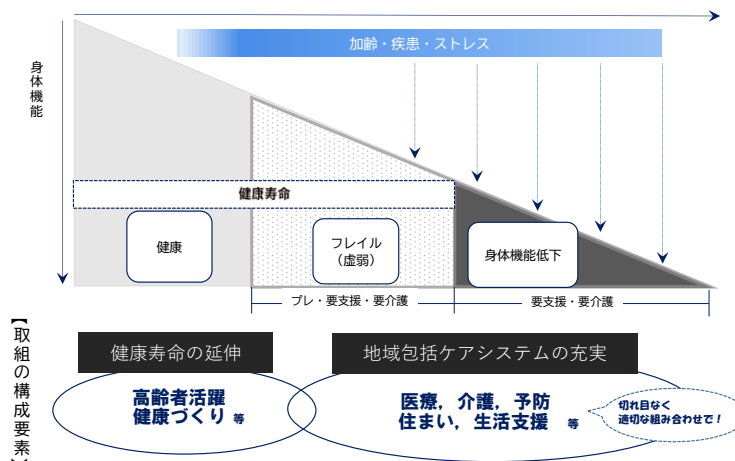 加齢・疾患・ストレス
身体機能
健康寿命
健康
フレイル
（虚弱）
身体機能低下
プレ・要支援・要介護
要支援・要介護
【取組の構成要素】
健康寿命の延伸
地域包括ケアシステムの充実
高齢者活躍
健康づくり 等
医療，介護，予防
住まい，生活支援 等
切れ目なく
適切な組み合わせで！